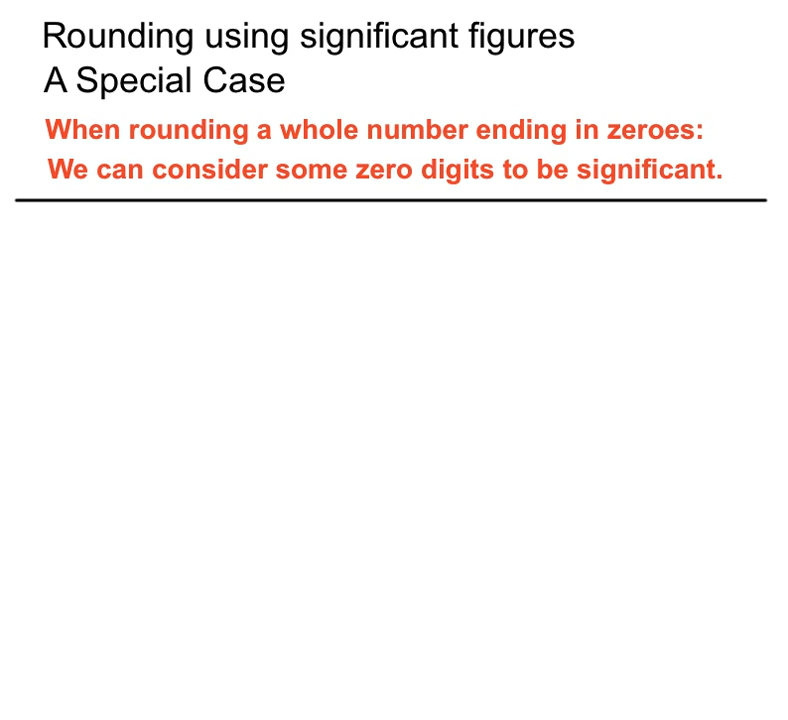 Rounding using significant figures
A Special Case
When rounding a whole number ending in zeroes:
We can consider some zero digits to be significant.